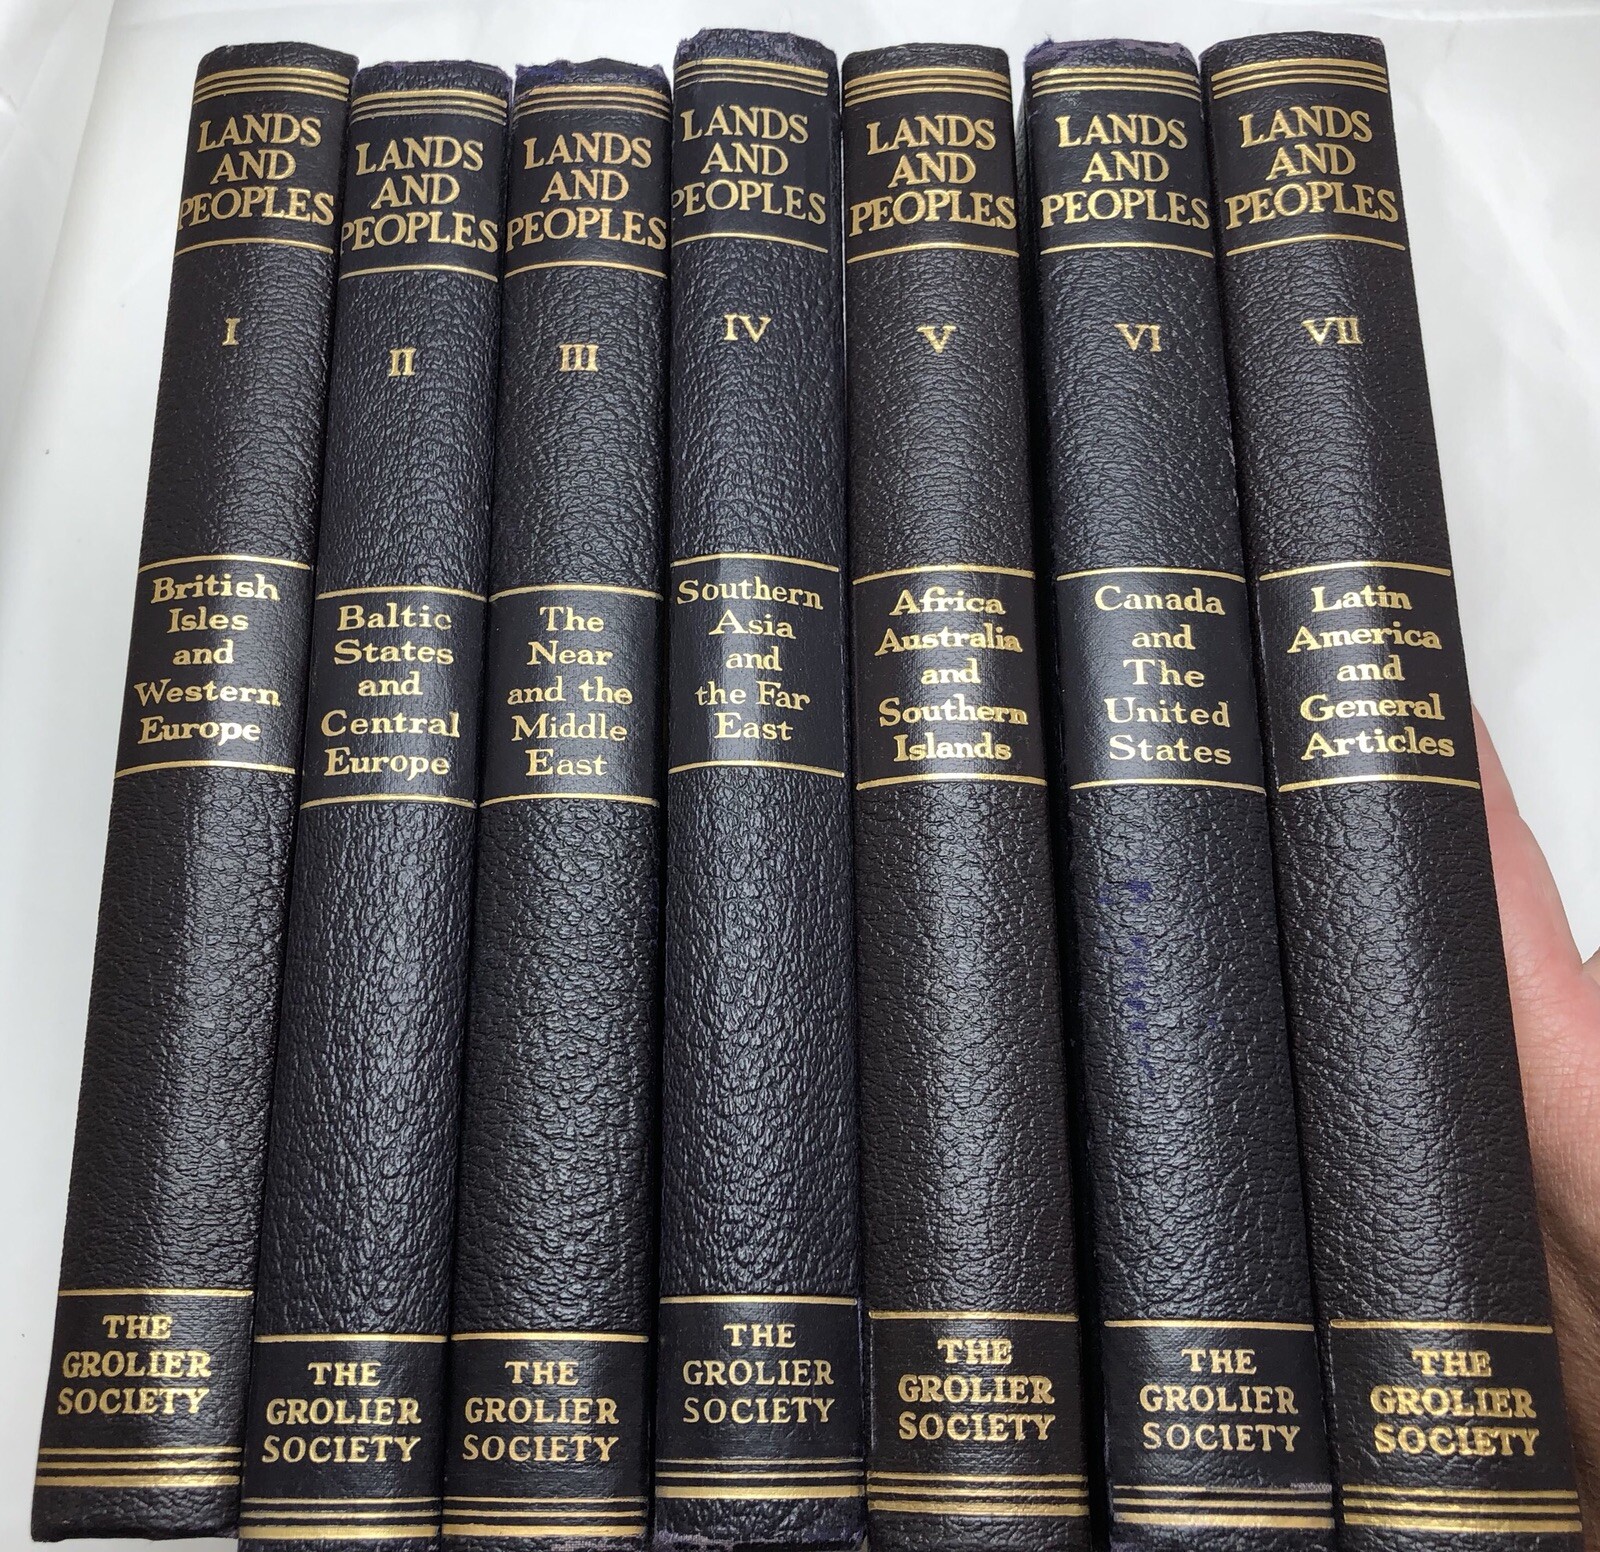 LANDS
AND
PEOPLES
I
British
Isles
and
Western
Europe
THE
GROLIER
SOCIETY
LANDS
AND
PEOPLES
II
Baltic
States
and
Central
Europe
THE
GROLIER
SOCIETY
LANDS
AND
PEOPLES
III
The
Near
and the
Middle
East
THE
GROLIER
SOCIETY
LANDS
AND
PEOPLES
IV
Southern
Asia
and
the Far
East
THE
GROLIER
SOCIETY
LANDS
AND
PEOPLES
V
Africa
Australia
and
Southern
Islands
THE
GROLIER
SOCIETY
LANDS
AND
PEOPLES
VI
Canada
and
The
United
States
THE
GROLIER
SOCIETY
LANDS
AND
PEOPLES
VII
Latin
America
and
General
Articles
THE
GROLIER
SOCIETY